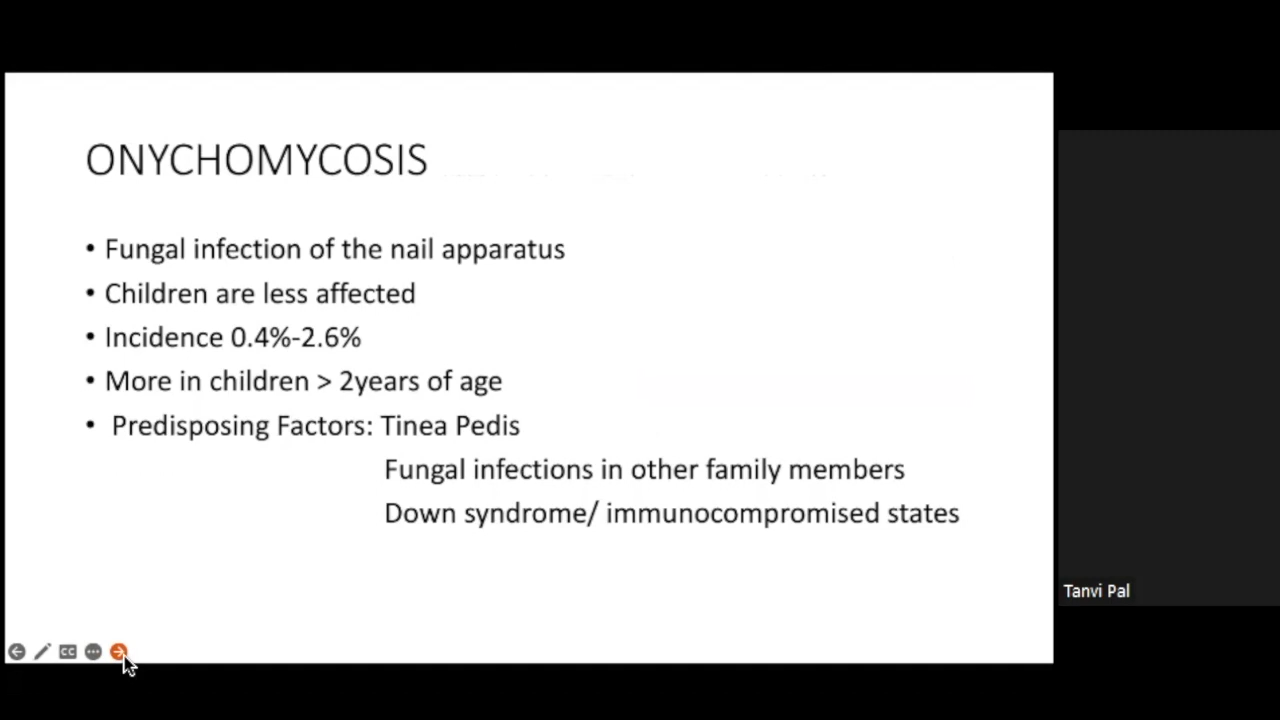 ONYCHOMYCOSIS
• Fungal infection of the nail apparatus
• Children are less affected
• Incidence 0.4%-2.6%
• More in children > 2years of age
• Predisposing Factors: Tinea Pedis
Fungal infections in other family members
Down syndrome/ immunocompromised states
Tanvi Pal
CC